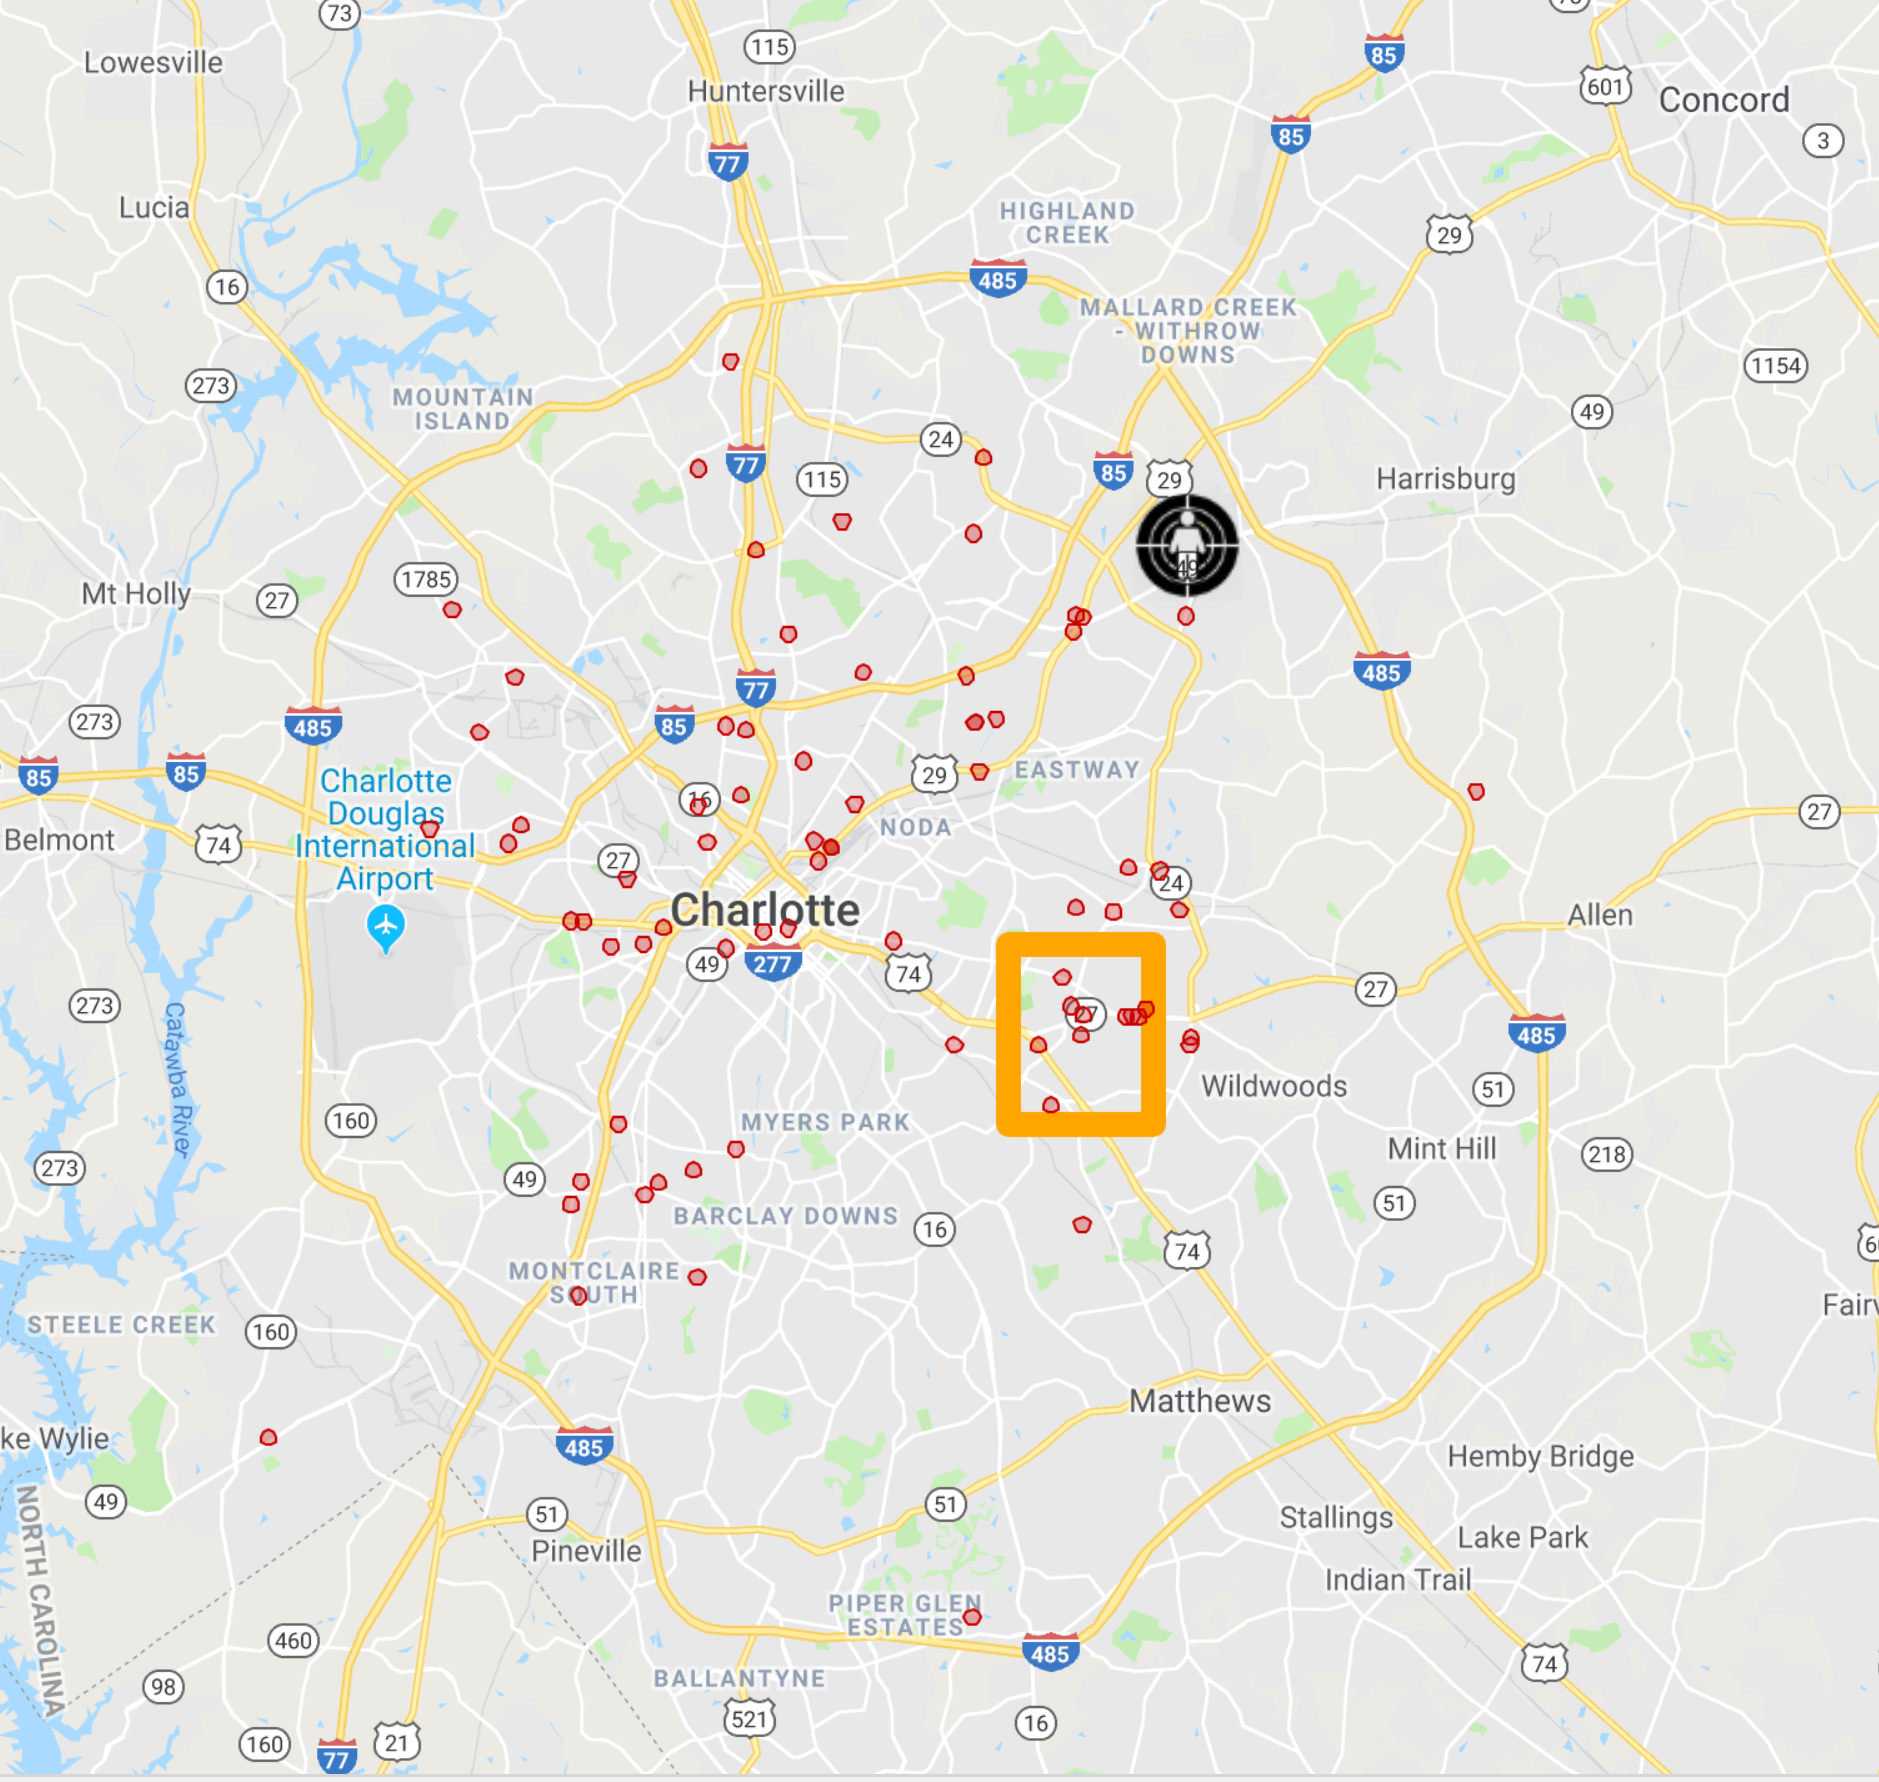 73
115
Lowesville
85
601
Concord
Huntersville
85
3
77
Lucia
HIGHLAND
CREEK
29
16
485
MALLARD CREEK
- WITHROW
DOWNS
273
1154
MOUNTAIN
ISLAND
49
24
77
85
115
29
Harrisburg
49
1785
Mt Holly
27
485
77
273
485
85
85
85
29
EASTWAY
Charlotte
Douglas
International
Airport
16
27
NODA
Belmont
74
27
24
Charlotte
Allen
49
277
74
27
273
27
485
Catawba River
Wildwoods
51
160
MYERS PARK
Mint Hill
218
273
49
51
BARCLAY DOWNS
16
74
MONTCLAIRE
SOUTH
STEELE CREEK
160
Matthews
ke Wylie
485
Hemby Bridge
49
51
51
Stallings
Lake Park
Pineville
Indian Trail
NORTH CAROLINA
PIPER GLEN
ESTATES
460
485
74
98
BALLANTYNE
521
16
160
21
77